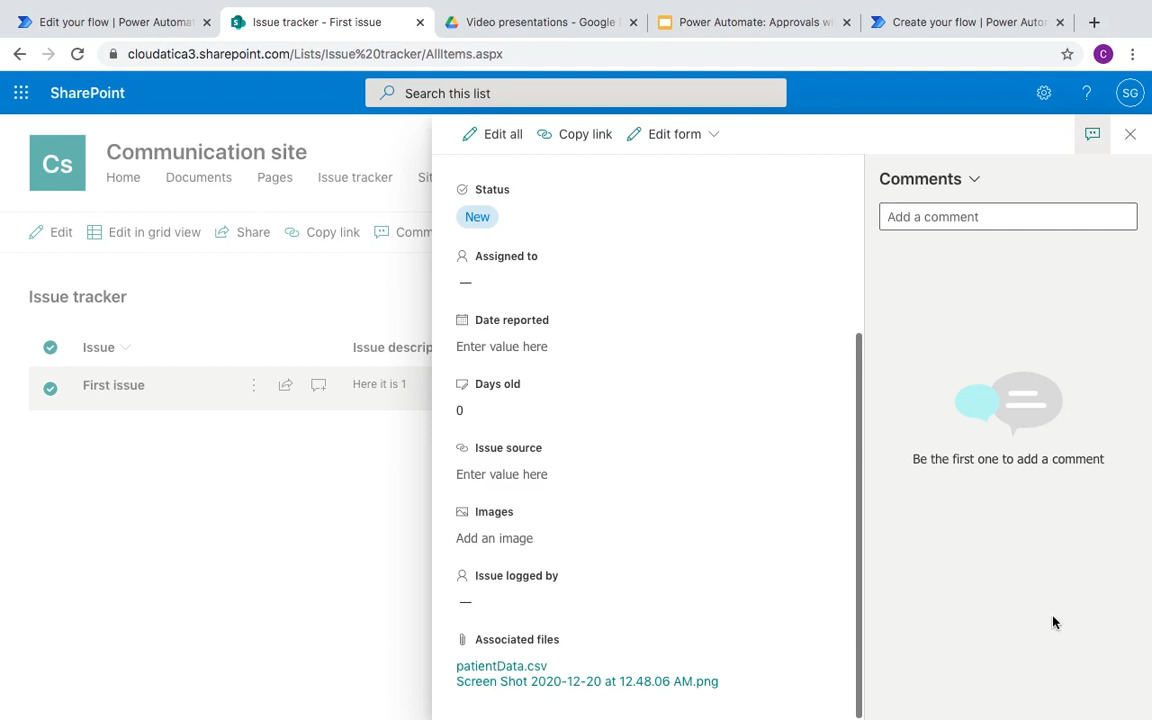 Edit your flow | Power Automat
Issue tracker - First issue
Video presentations - Google
Power Automate: Approvals wi
Create your flow | Power Auto
cloudatica3.sharepoint.com/Lists/Issue%20tracker/AllItems.aspx
C
SharePoint
Search this list
SG
Cs
Communication site
Home
Documents
Pages
Issue tracker
Sit
Edit
Edit in grid view
Share
Copy link
Comm
Issue tracker
Issue
Issue descrip
First issue
Here it is 1
Edit all
Copy link
Edit form
Status
New
Assigned to
—
Date reported
Enter value here
Days old
0
Issue source
Enter value here
Images
Add an image
Issue logged by
—
Associated files
patientData.csv
Screen Shot 2020-12-20 at 12.48.06 AM.png
Comments
Add a comment
Be the first one to add a comment